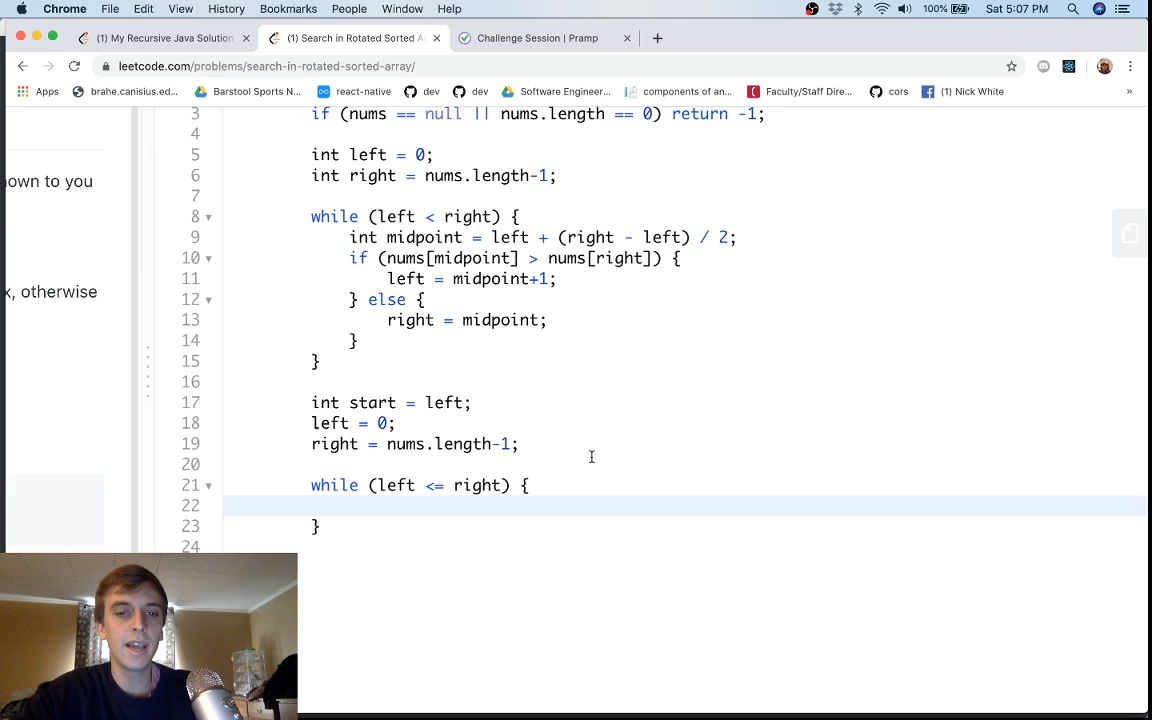 Chrome File Edit View History Bookmarks People Window Help 100% Sat 5:07 PM
(1) My Recursive Java Solution (1) Search in Rotated Sorted A Challenge Session | Pramp
leetcode.com/problems/search-in-rotated-sorted-array/
Apps brahe.canisius.ed... Barstool Sports N... react-native dev dev Software Engineer... components of an... Faculty/Staff Dire... cors (1) Nick White »
3 if (nums == null || nums.length == 0) return -1;
4
own to you
5 int left = 0;
6 int right = nums.length-1;
7
8 while (left < right) {
9 int midpoint = left + (right - left) / 2;
10 if (nums[midpoint] > nums[right]) {
11 left = midpoint+1;
x, otherwise
12 } else {
13 right = midpoint;
14 }
15 }
16
17 int start = left;
18 left = 0;
19 right = nums.length-1;
20
21 while (left <= right) {
22
23 }
24